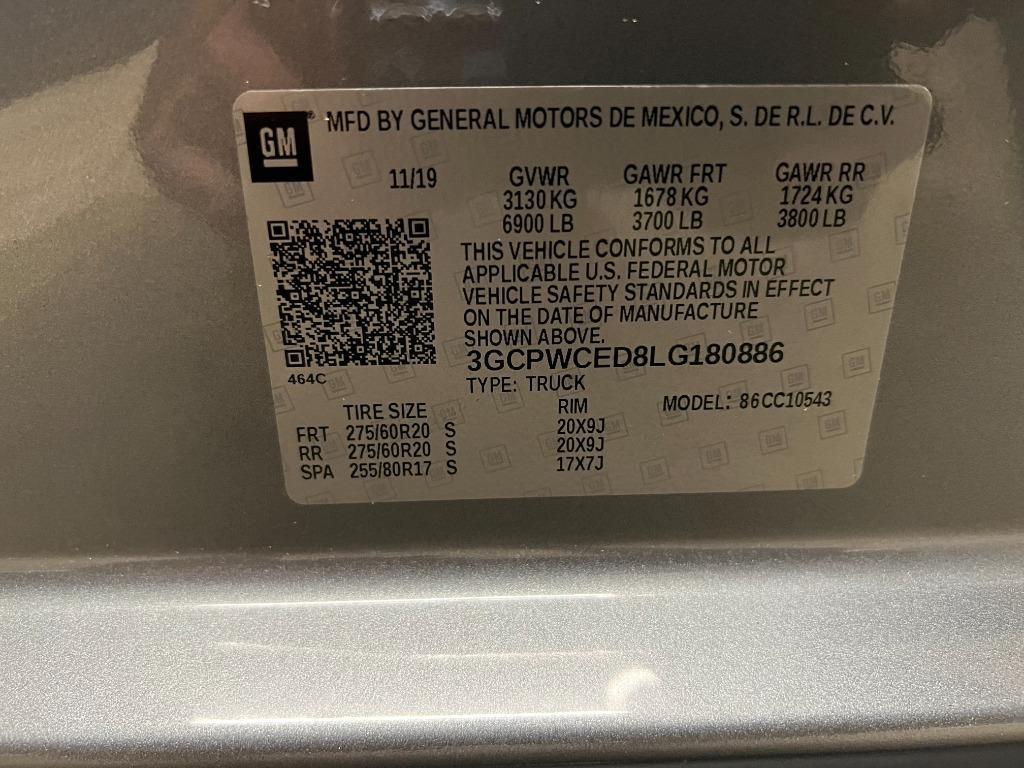 GM
® MFD BY GENERAL MOTORS DE MEXICO, S. DE R.L. DE C.V.
11/19 GVWR GAWR FRT GAWR RR
3130 KG 1678 KG 1724 KG
6900 LB 3700 LB 3800 LB
THIS VEHICLE CONFORMS TO ALL
APPLICABLE U.S. FEDERAL MOTOR
VEHICLE SAFETY STANDARDS IN EFFECT
ON THE DATE OF MANUFACTURE
SHOWN ABOVE.
3GCPWCED8LG180886
464C
TYPE: TRUCK
TIRE SIZE RIM MODEL: 86CC10543
FRT 275/60R20 S 20X9J
RR 275/60R20 S 20X9J
SPA 255/80R17 S 17X7J